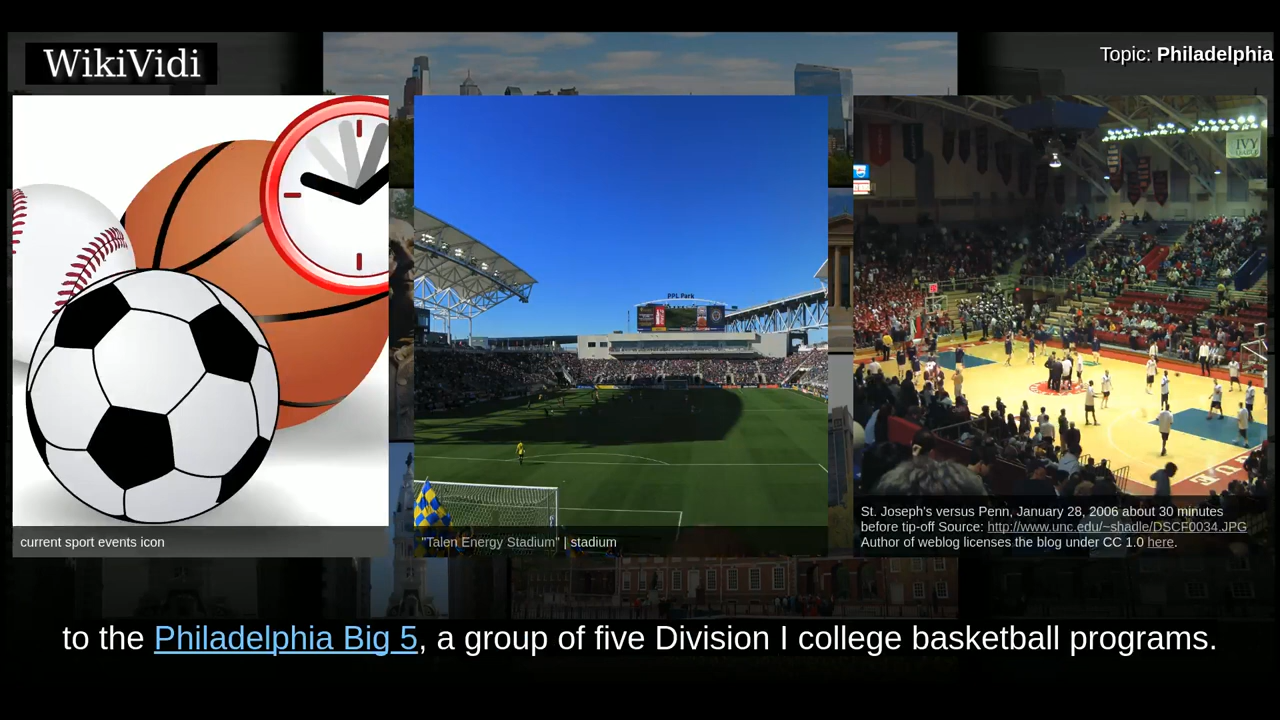 WikiVidi
Topic: Philadelphia
IVY
PPL Park
current sport events icon
"Talen Energy Stadium" | stadium
St. Joseph's versus Penn, January 28, 2006 about 30 minutes
before tip-off Source: http://www.unc.edu/~shadle/DSCF0034.JPG
Author of weblog licenses the blog under CC 1.0 here.
to the Philadelphia Big 5, a group of five Division I college basketball programs.